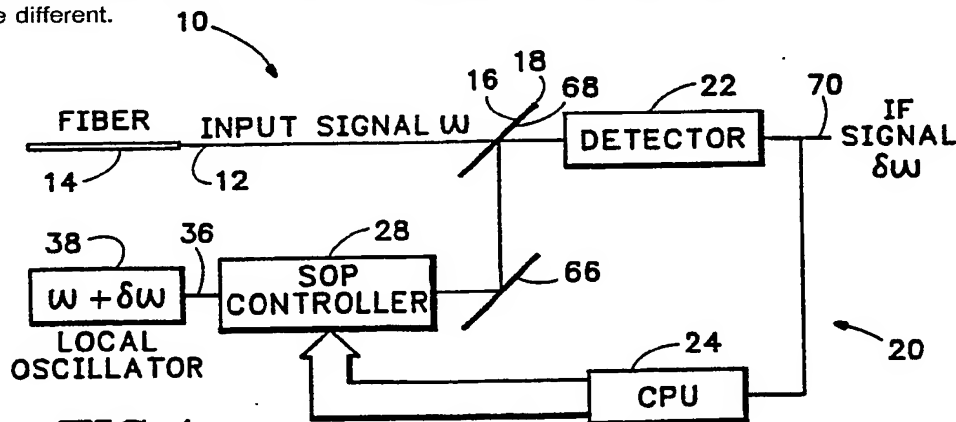 e different.
10
16
18
68
22
70
FIBER
INPUT SIGNAL ω
DETECTOR
IF
SIGNAL
δω
14
12
38
36
28
66
ω + δω
SOP
CONTROLLER
LOCAL
OSCILLATOR
24
20
CPU